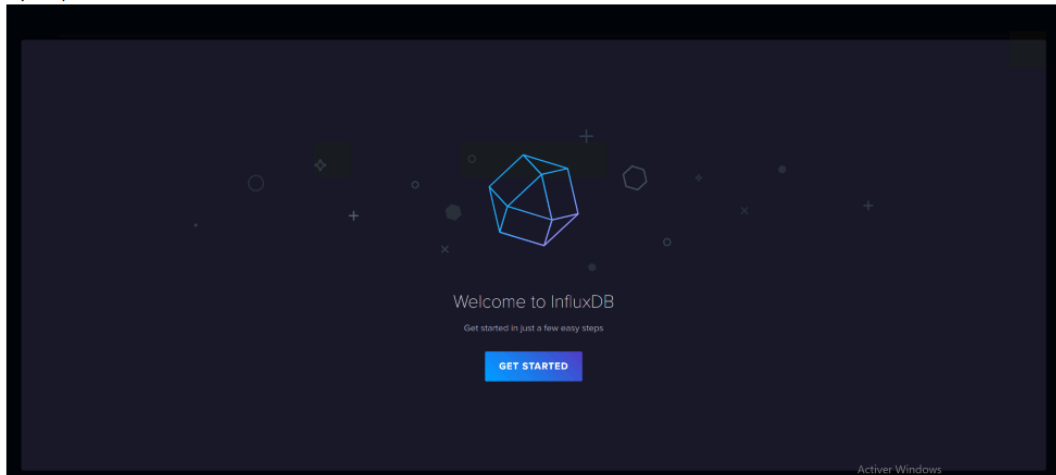 Welcome to InfluxDB
Get started in just a few easy steps
GET STARTED
Activer Windows